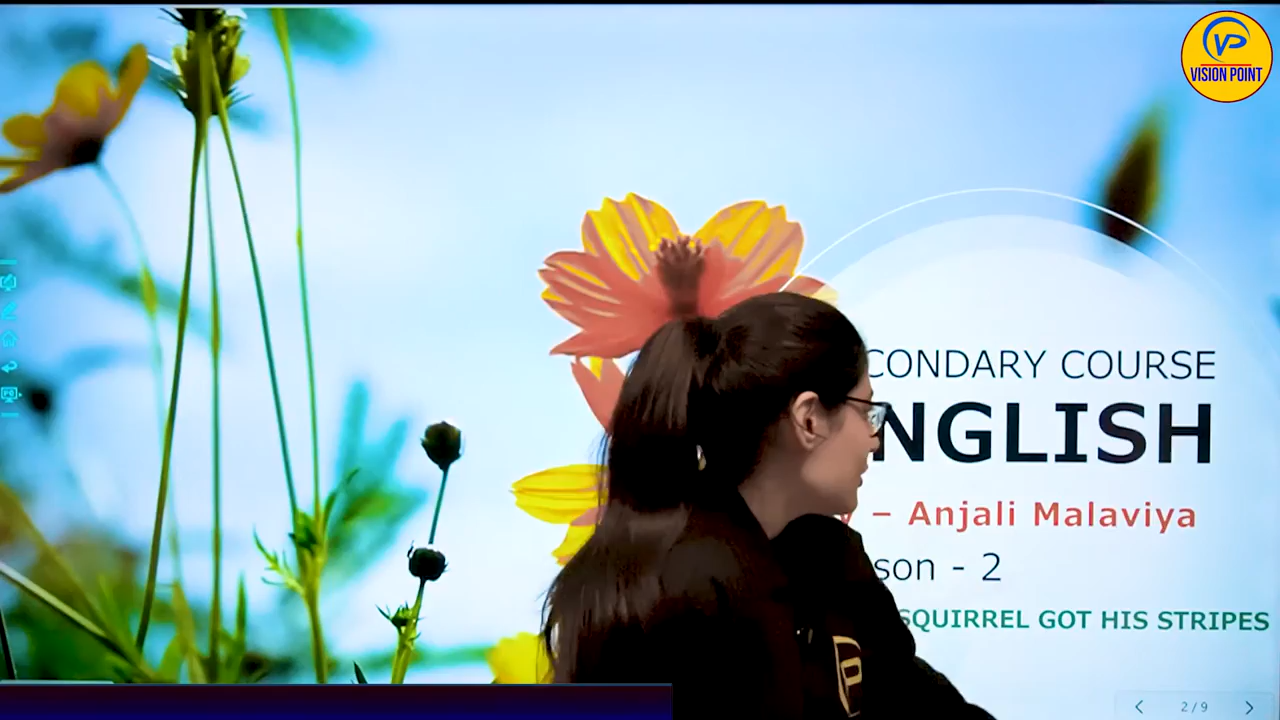 VP
VISION POINT
CONDARY COURSE
NGLISH
– Anjali Malaviya
son - 2
SQUIRREL GOT HIS STRIPES
2/9